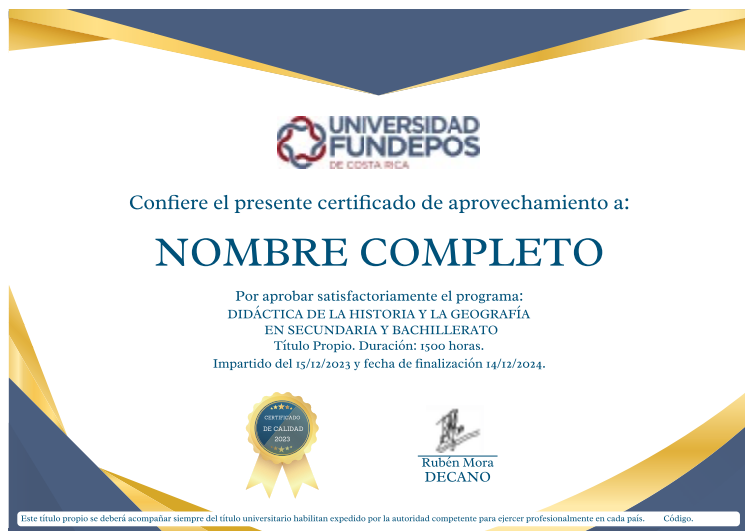 UNIVERSIDAD
FUNDEPOS
DE COSTA RICA
Confiere el presente certificado de aprovechamiento a:
NOMBRE COMPLETO
Por aprobar satisfactoriamente el programa:
DIDÁCTICA DE LA HISTORIA Y LA GEOGRAFÍA
EN SECUNDARIA Y BACHILLERATO
Título Propio. Duración: 1500 horas.
Impartido del 15/12/2023 y fecha de finalización 14/12/2024.
CERTIFICADO
DE CALIDAD
2023
Rubén Mora
DECANO
Este título propio se deberá acompañar siempre del título universitario habilitan expedido por la autoridad competente para ejercer profesionalmente en cada país. Código.